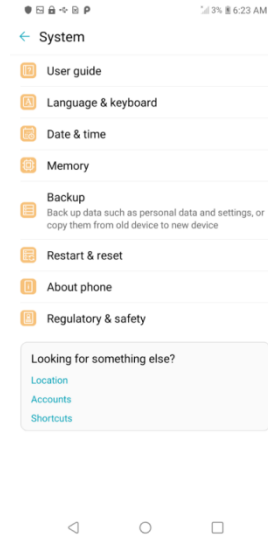 3% 6:23 AM
System
User guide
Language & keyboard
Date & time
Memory
Backup
Back up data such as personal data and settings, or
copy them from old device to new device
Restart & reset
About phone
Regulatory & safety
Looking for something else?
Location
Accounts
Shortcuts